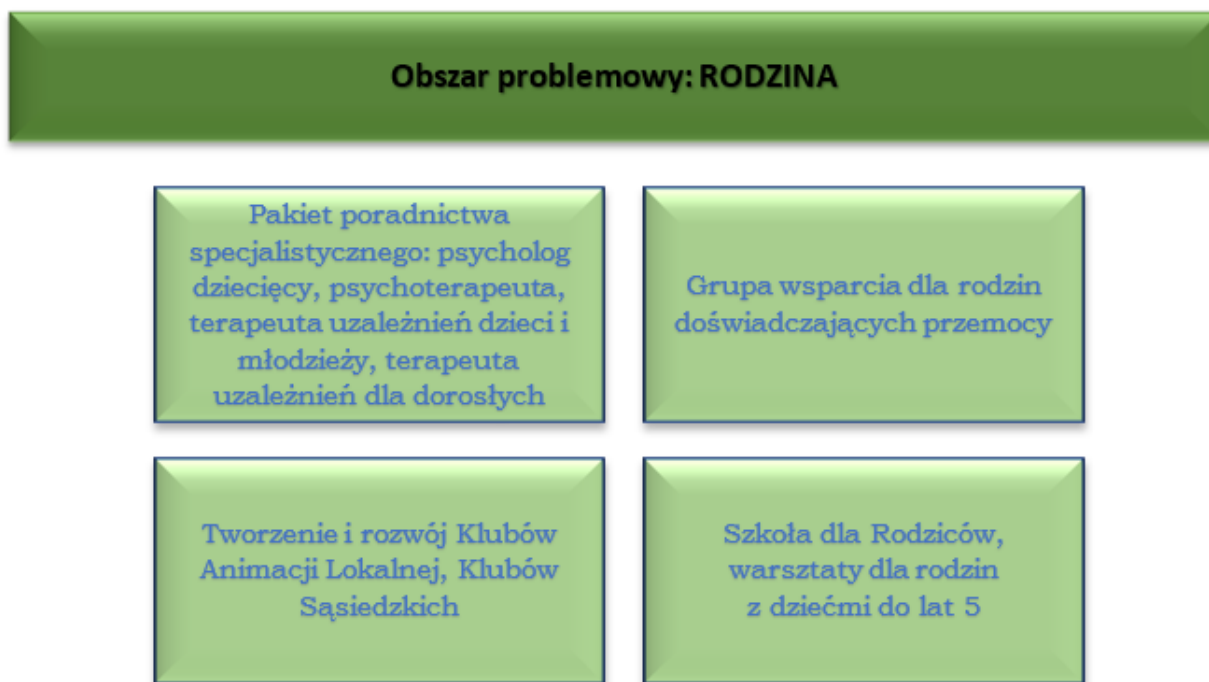 Obszar problemowy: RODZINA
Pakiet poradnictwa
specjalistycznego: psycholog
dziecięcy, psychoterapeuta,
terapeuta uzależnień dzieci i
młodzieży, terapeuta
uzależnień dla dorosłych
Grupa wsparcia dla rodzin
doświadczających przemocy
Tworzenie i rozwój Klubów
Animacji Lokalnej, Klubów
Sąsiedzkich
Szkoła dla Rodziców,
warsztaty dla rodzin
z dziećmi do lat 5